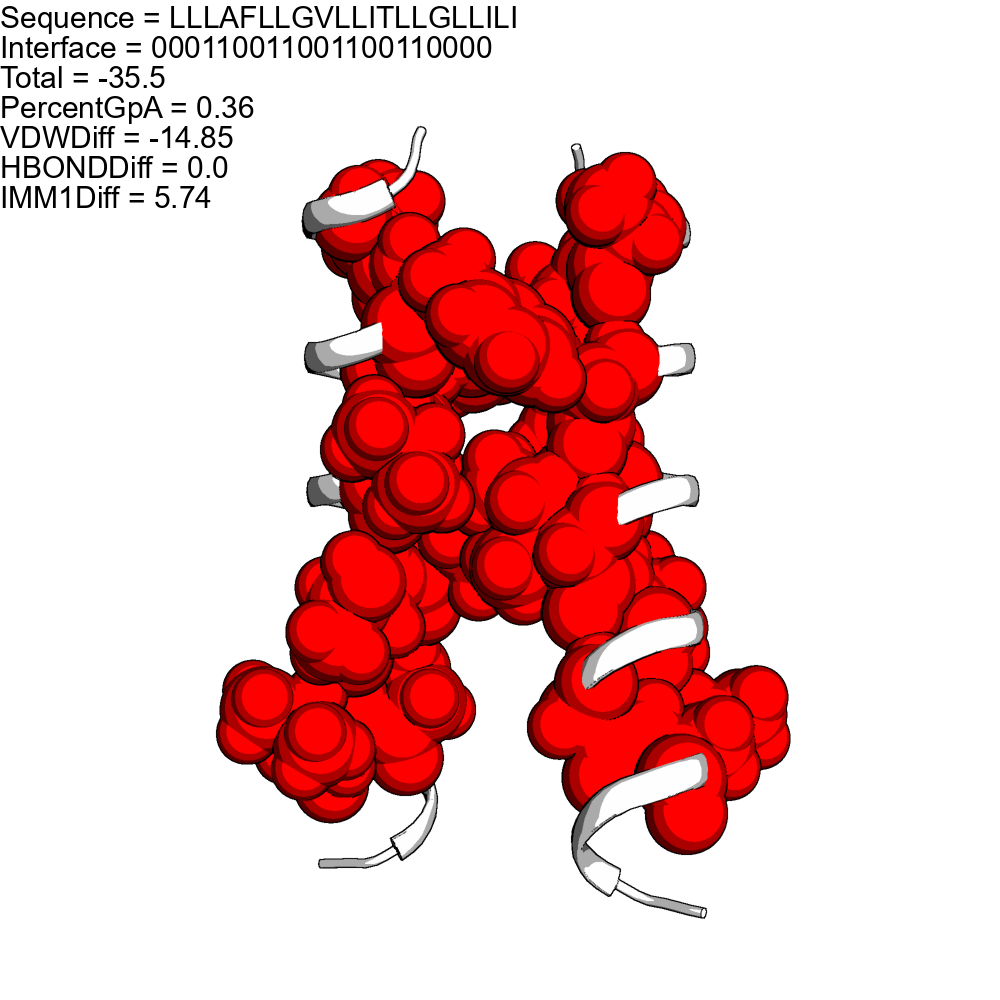 Sequence = LLLAFLLGVLLITLLGLLILI
Interface = 000110011001100110000
Total = -35.5
PercentGpA = 0.36
VDWDiff = -14.85
HBONDDiff = 0.0
IMM1Diff = 5.74